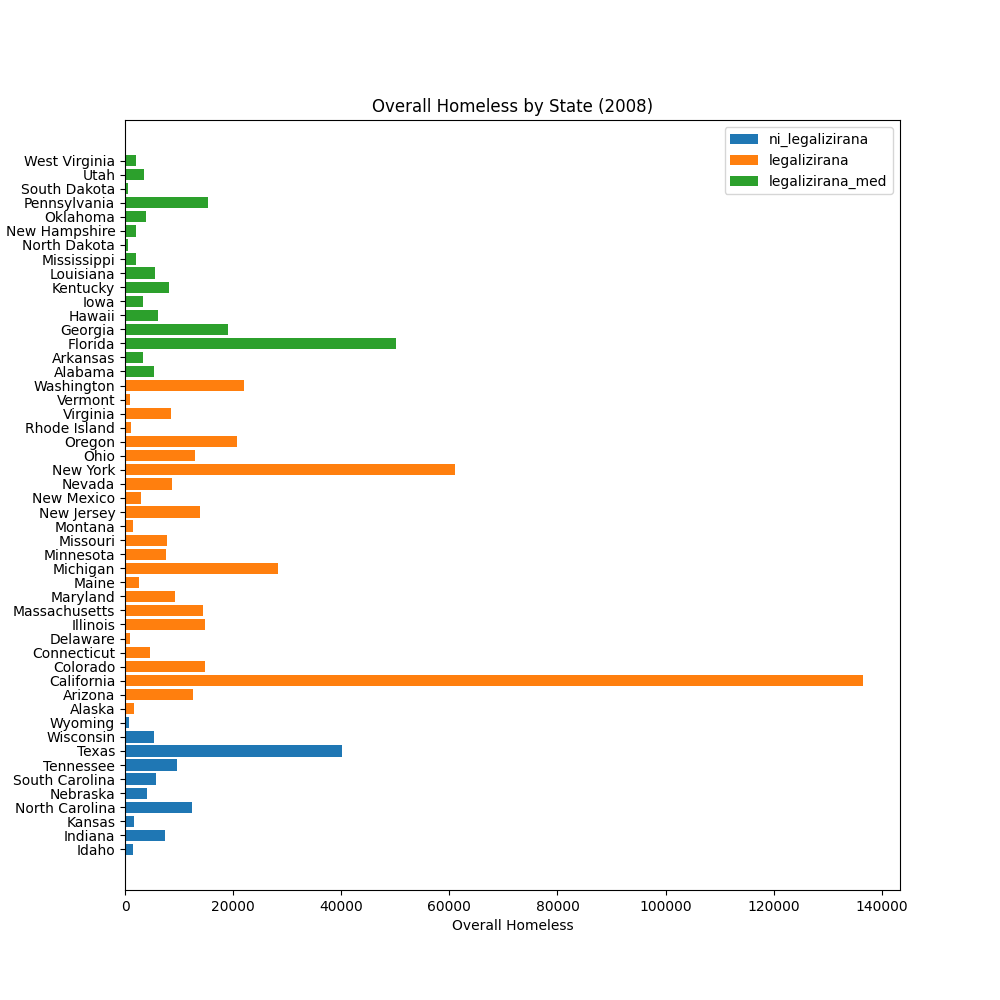 Overall Homeless by State (2008)
ni_legalizirana
legalizirana
legalizirana_med
West Virginia
Utah
South Dakota
Pennsylvania
Oklahoma
New Hampshire
North Dakota
Mississippi
Louisiana
Kentucky
Iowa
Hawaii
Georgia
Florida
Arkansas
Alabama
Washington
Vermont
Virginia
Rhode Island
Oregon
Ohio
New York
Nevada
New Mexico
New Jersey
Montana
Missouri
Minnesota
Michigan
Maine
Maryland
Massachusetts
Illinois
Delaware
Connecticut
Colorado
California
Arizona
Alaska
Wyoming
Wisconsin
Texas
Tennessee
South Carolina
Nebraska
North Carolina
Kansas
Indiana
Idaho
0 20000 40000 60000 80000 100000 120000 140000
Overall Homeless